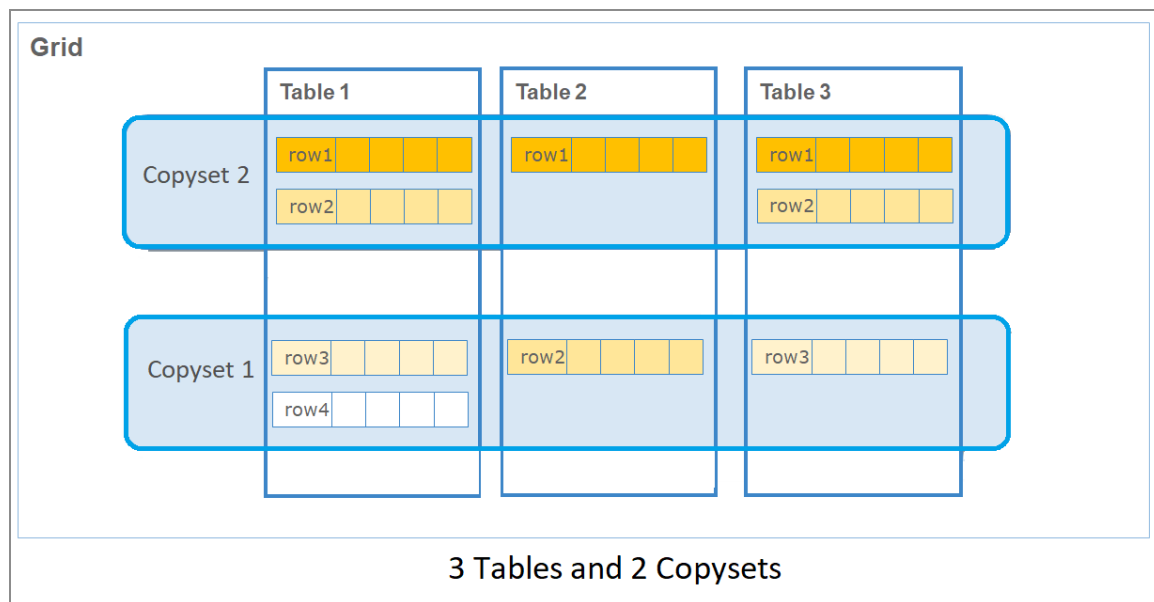 Grid
Table 1
Table 2
Table 3
Copyset 2
row1
row1
row1
row2
row2
Copyset 1
row3
row2
row3
row4
3 Tables and 2 Copysets